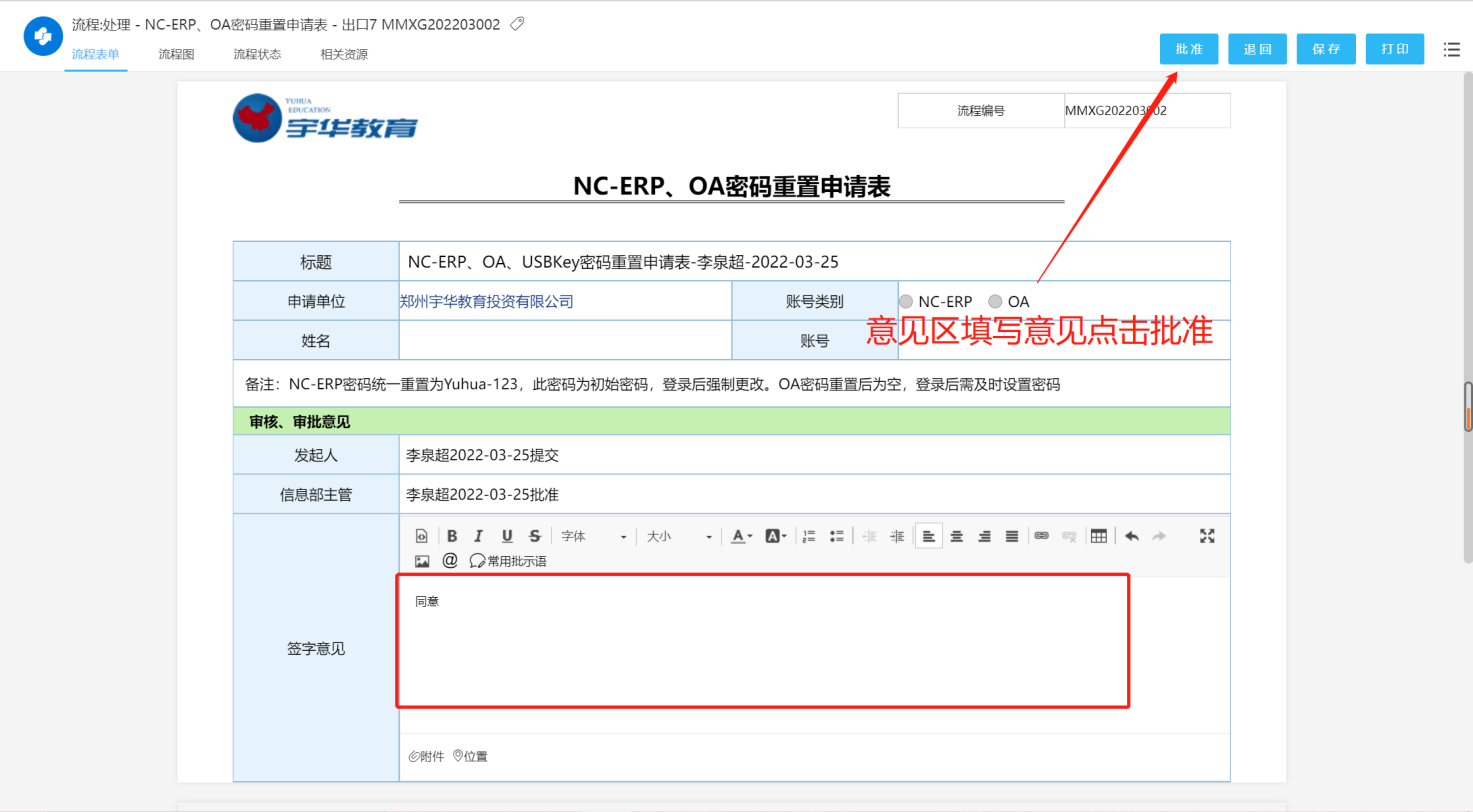 流程:处理 - NC-ERP、OA密码重置申请表 - 出口7 MMXG202203002
流程表单 流程图 流程状态 相关资源
批准 退回 保存 打印
YUHUA
EDUCATION
宇华教育
流程编号 MMXG202203002
NC-ERP、OA密码重置申请表
标题 NC-ERP、OA、USBKey密码重置申请表-李泉超-2022-03-25
申请单位 郑州宇华教育投资有限公司 账号类别 NC-ERP OA
意见区填写意见点击批准
姓名 账号
备注：NC-ERP密码统一重置为Yuhua-123，此密码为初始密码，登录后强制更改。OA密码重置后为空，登录后需及时设置密码
审核、审批意见
发起人 李泉超2022-03-25提交
信息部主管 李泉超2022-03-25批准
B I U S 字体 大小 A A
@ 常用批示语
同意
签字意见
附件 位置